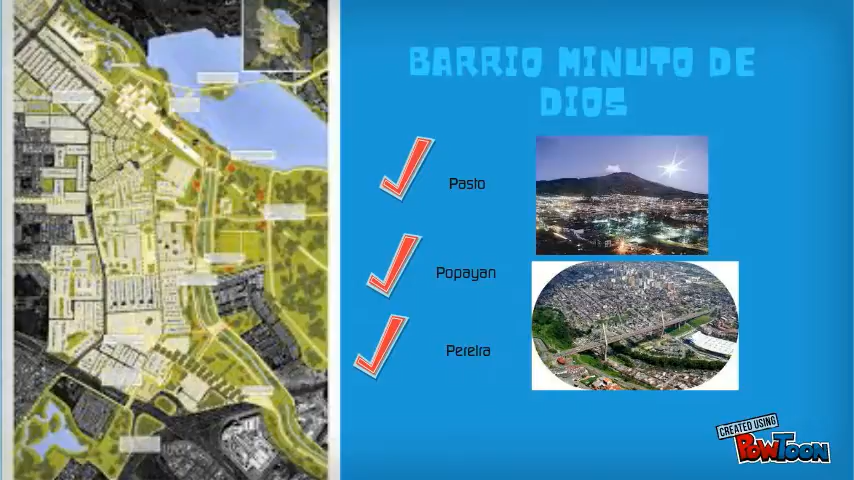 BARRIO MINUTO DE
DIOS
Pasto
Popayan
Pereira
CREATED USING
POWTOON